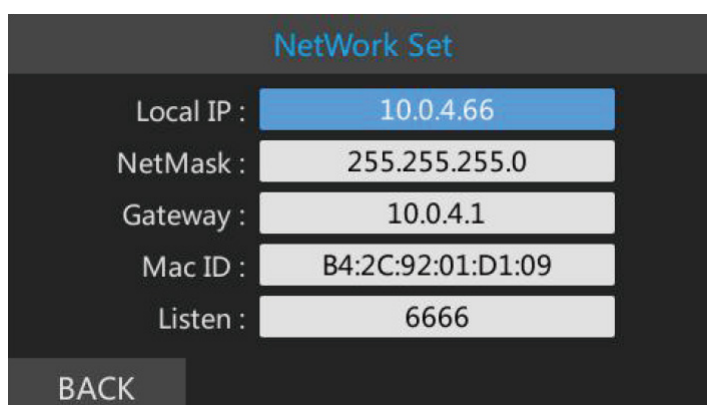 NetWork Set
Local IP : 10.0.4.66
NetMask : 255.255.255.0
Gateway : 10.0.4.1
Mac ID : B4:2C:92:01:D1:09
Listen : 6666
BACK